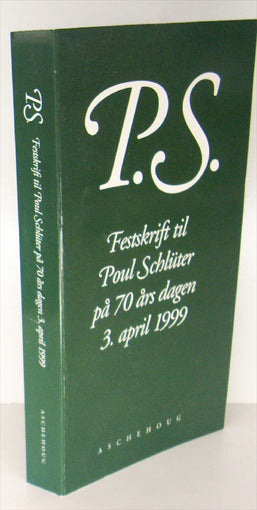 P.S.
Festskrift til
Poul Schlüter
på 70 års dagen
3. april 1999
ASCHEHOUG
P.S. Festskrift til Poul Schlüter på 70 års dagen 3. april 1999
ASCHEHOUG